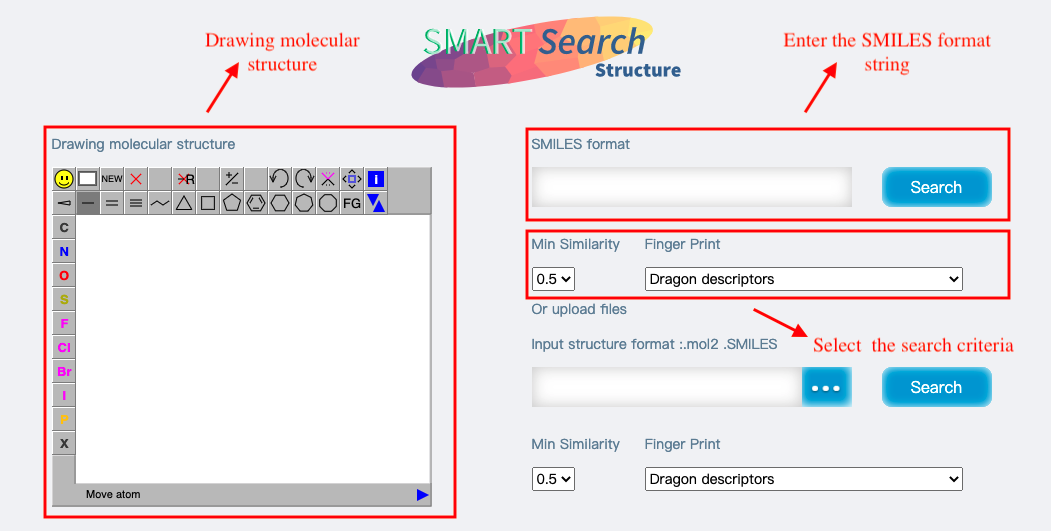 Drawing molecular
structure
SMART Search
Structure
Enter the SMILES format
string
Drawing molecular structure
NEW
R
+/-
i
FG
C
N
O
S
F
Cl
Br
I
P
X
Move atom
SMILES format
Search
Min Similarity Finger Print
0.5 Dragon descriptors
Or upload files
Select the search criteria
Input structure format :.mol2 .SMILES
... Search
Min Similarity Finger Print
0.5 Dragon descriptors